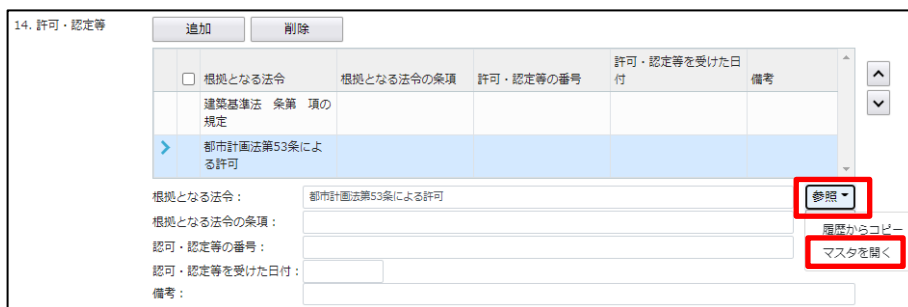 14. 許可・認定等
追加
削除
許可・認定等を受けた日
根拠となる法令
根拠となる法令の条項
許可・認定等の番号
付
備考
建築基準法　条第　項の
規定
都市計画法第53条によ
る許可
根拠となる法令：
都市計画法第53条による許可
参照
根拠となる法令の条項：
履歴からコピー
認可・認定等の番号：
マスタを開く
認可・認定等を受けた日付：
備考：